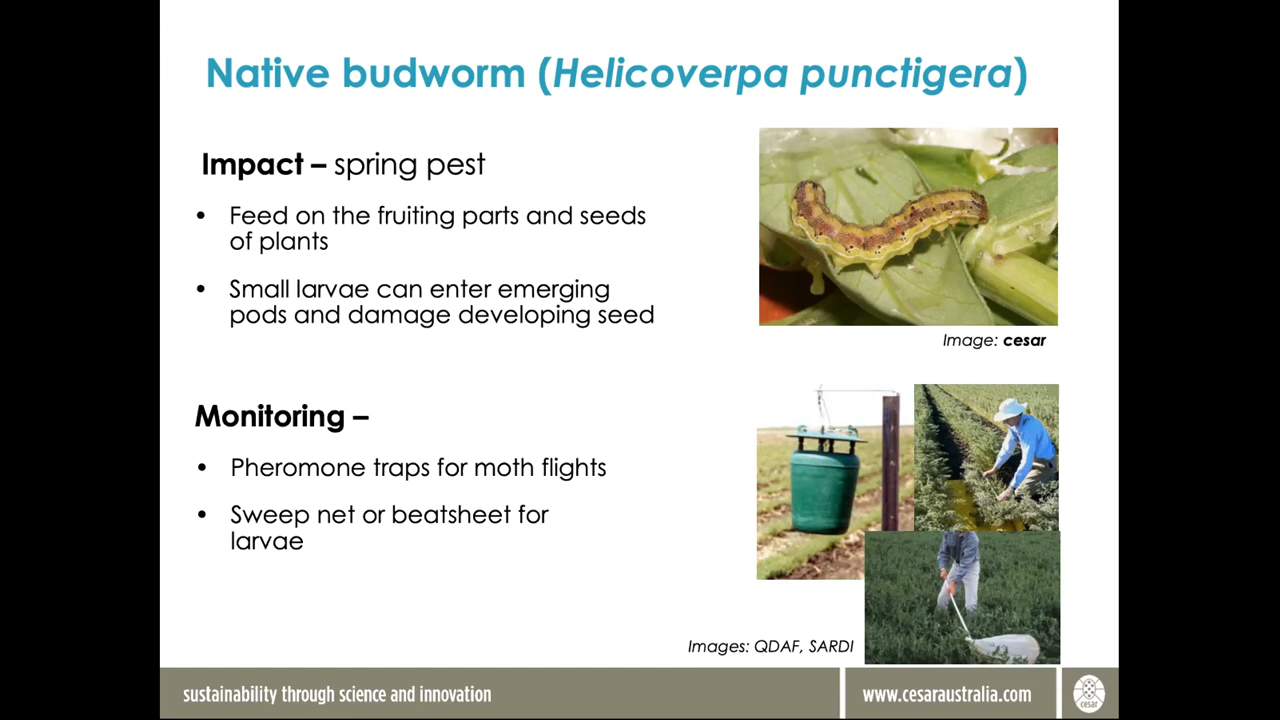 Native budworm (Helicoverpa punctigera)
Impact – spring pest
• Feed on the fruiting parts and seeds
of plants
• Small larvae can enter emerging
pods and damage developing seed
Image: cesar
Monitoring –
• Pheromone traps for moth flights
• Sweep net or beatsheet for
larvae
Images: QDAF, SARDI
sustainability through science and innovation
www.cesaraustralia.com
cesar